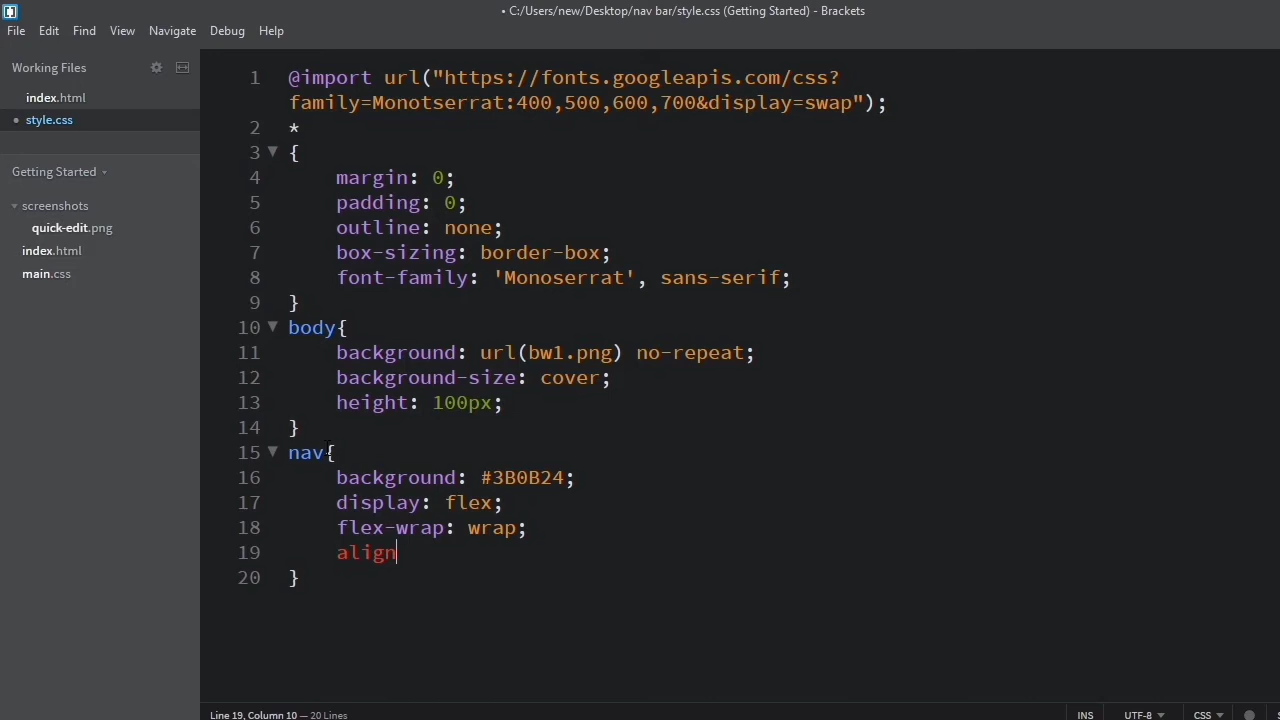 • C:/Users/new/Desktop/nav bar/style.css (Getting Started) - Brackets
File Edit Find View Navigate Debug Help
Working Files
index.html
• style.css
Getting Started
screenshots
quick-edit.png
index.html
main.css
1 @import url("https://fonts.googleapis.com/css?
family=Monotserrat:400,500,600,700&display=swap");
2 *
3 {
4 margin: 0;
5 padding: 0;
6 outline: none;
7 box-sizing: border-box;
8 font-family: 'Monoserrat', sans-serif;
9 }
10 body{
11 background: url(bw1.png) no-repeat;
12 background-size: cover;
13 height: 100px;
14 }
15 nav{
16 background: #3B0B24;
17 display: flex;
18 flex-wrap: wrap;
19 align
20 }
Line 19, Column 10 — 20 Lines
INS UTF-8 CSS